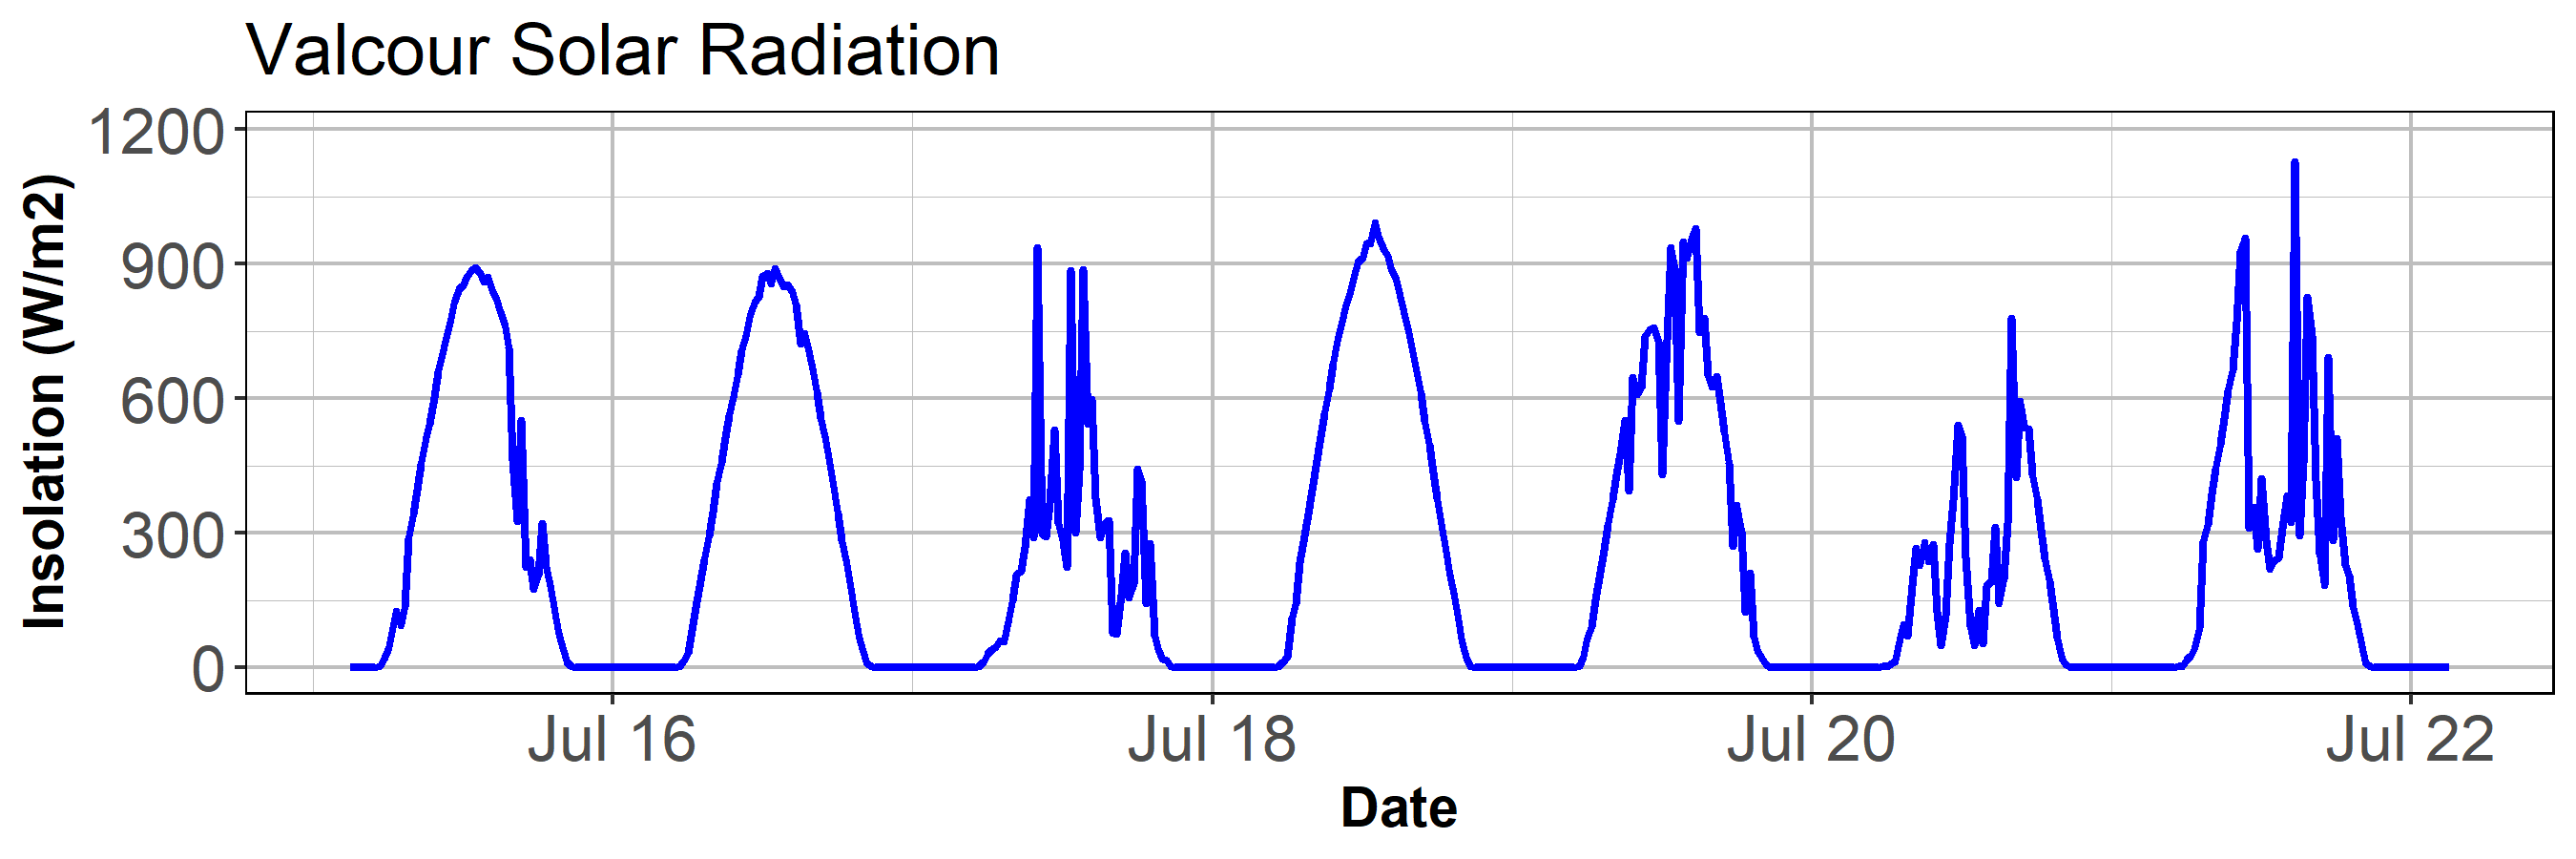 Valcour Solar Radiation
Insolation (W/m2)
1200
900
600
300
0
Jul 16 Jul 18 Jul 20 Jul 22
Date